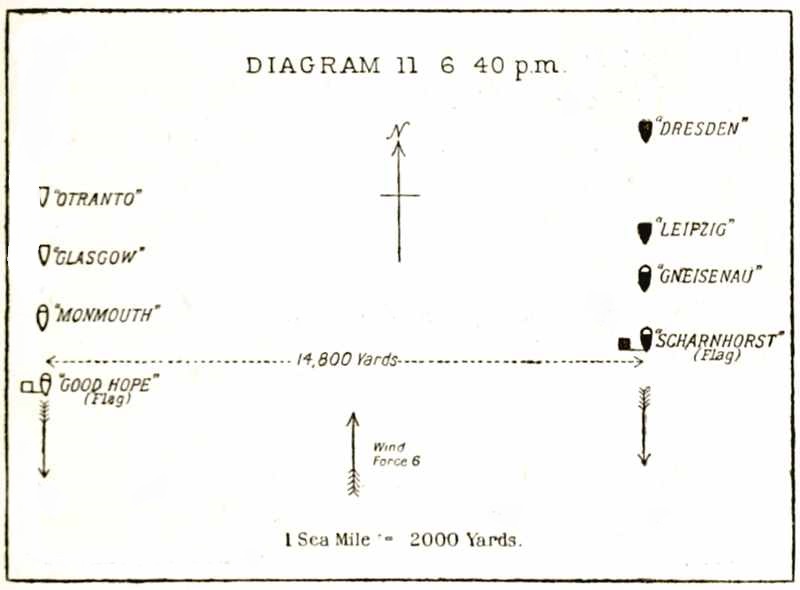 DIAGRAM 11 6 40 p.m.
N
"DRESDEN"
"OTRANTO"
"LEIPZIG"
"GLASGOW"
"GNEISENAU"
"MONMOUTH"
"SCHARNHORST"
(Flag)
14,800 Yards
"GOOD HOPE"
(Flag)
Wind
Force 6
1 Sea Mile = 2000 Yards.